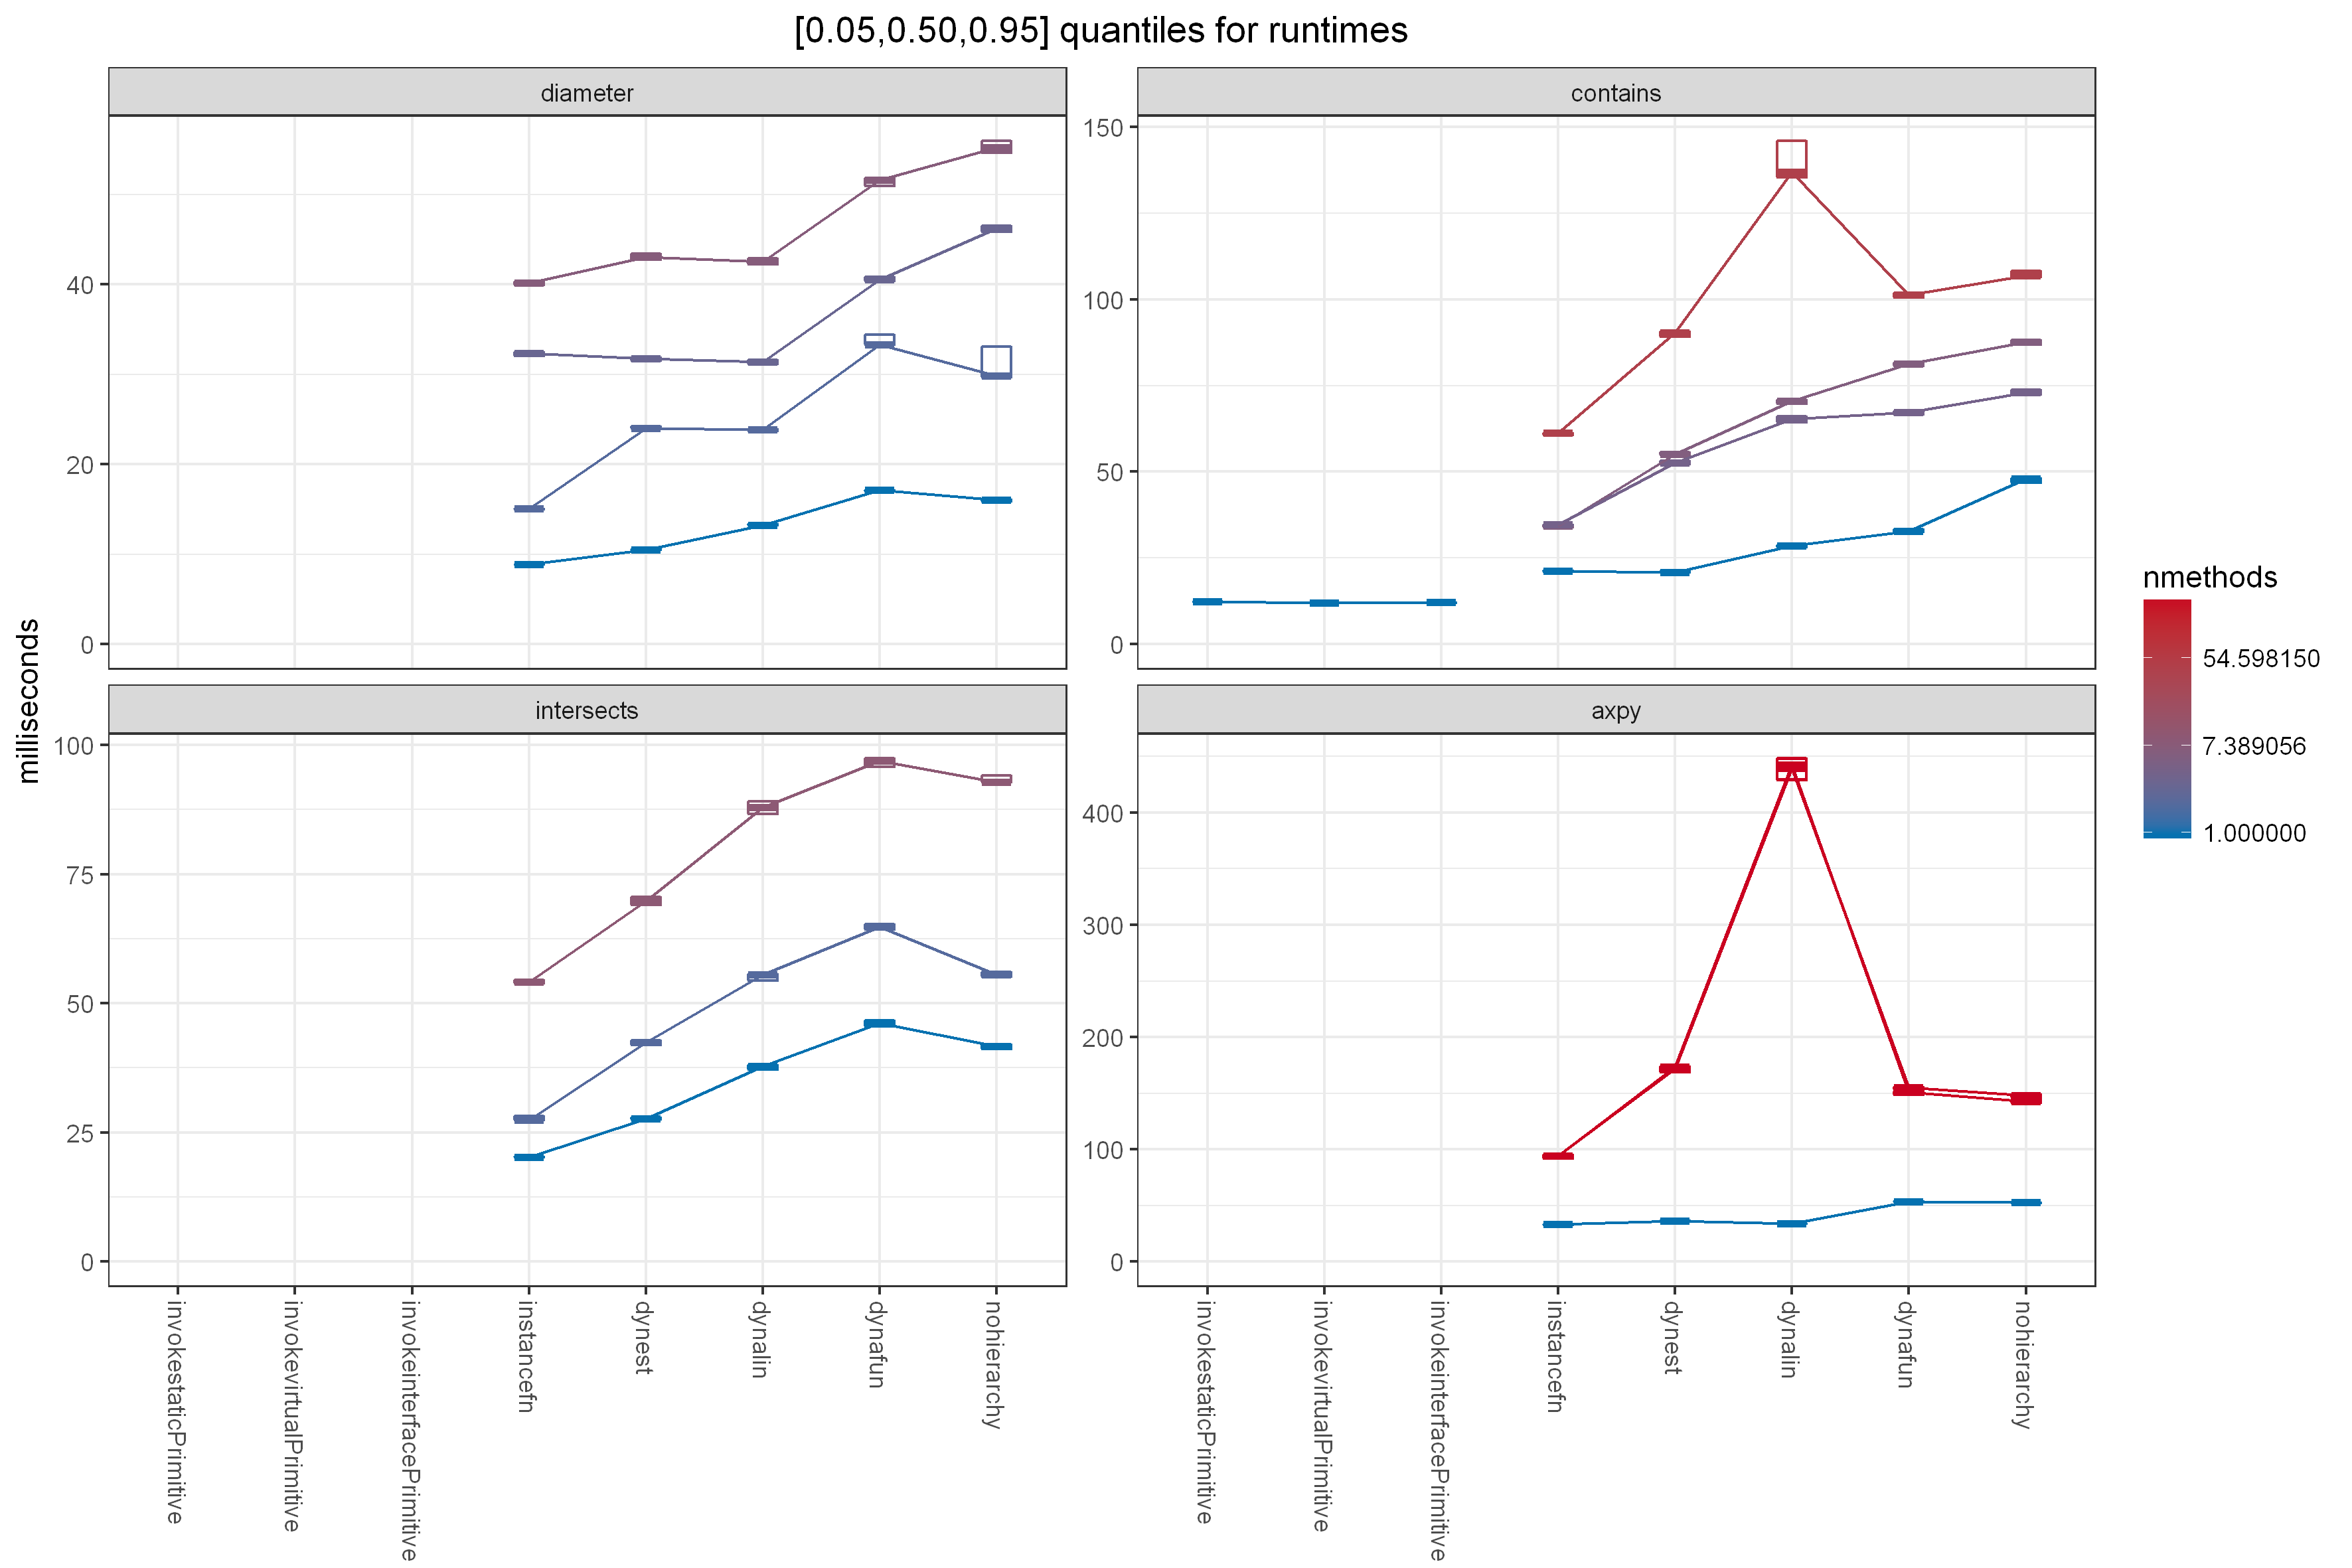 [0.05,0.50,0.95] quantiles for runtimes
diameter
contains
milliseconds
40
20
0
150
100
50
0
intersects
axpy
100
75
50
25
0
400
300
200
100
0
invokestaticPrimitive
invokevirtualPrimitive
invokeinterfacePrimitive
instancefn
dynest
dynalin
dynafun
nohierarchy
invokestaticPrimitive
invokevirtualPrimitive
invokeinterfacePrimitive
instancefn
dynest
dynalin
dynafun
nohierarchy
nmethods
54.598150
7.389056
1.000000